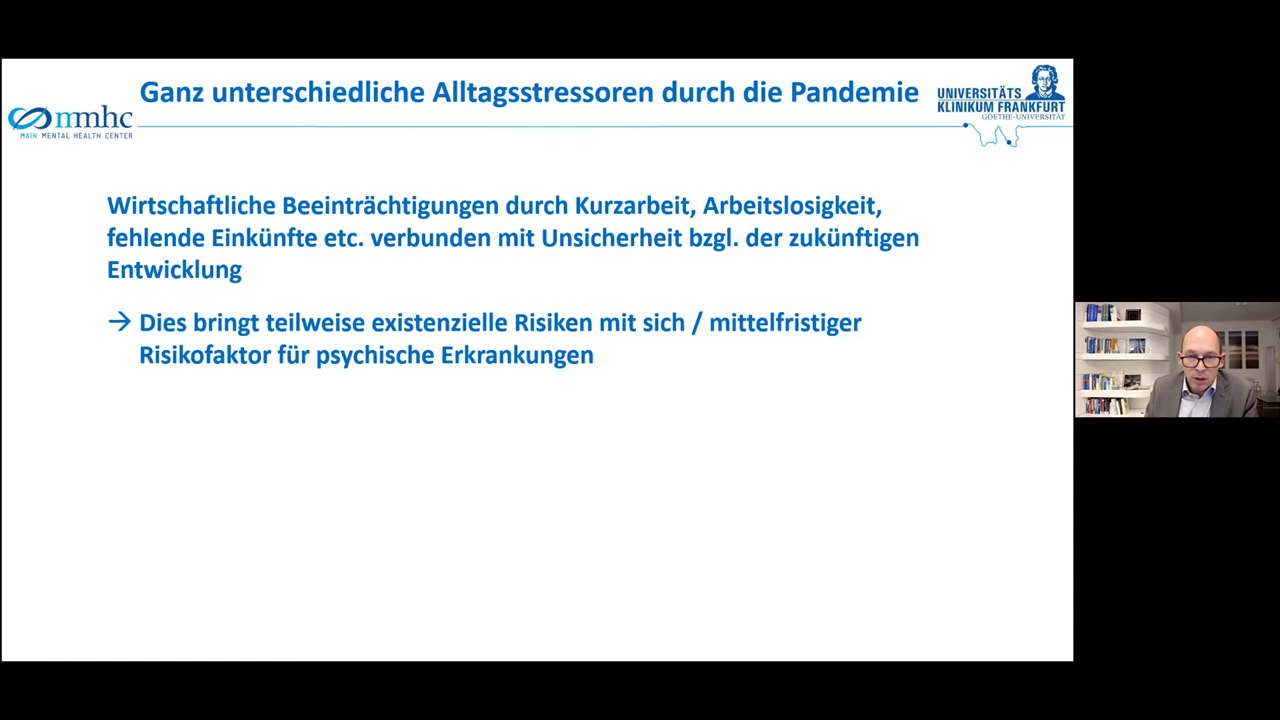 Ganz unterschiedliche Alltagsstressoren durch die Pandemie
mmhc
MAIN MENTAL HEALTH CENTER
UNIVERSITÄTS
KLINIKUM FRANKFURT
GOETHE-UNIVERSITÄT
Wirtschaftliche Beeinträchtigungen durch Kurzarbeit, Arbeitslosigkeit,
fehlende Einkünfte etc. verbunden mit Unsicherheit bzgl. der zukünftigen
Entwicklung
→ Dies bringt teilweise existenzielle Risiken mit sich / mittelfristiger
Risikofaktor für psychische Erkrankungen